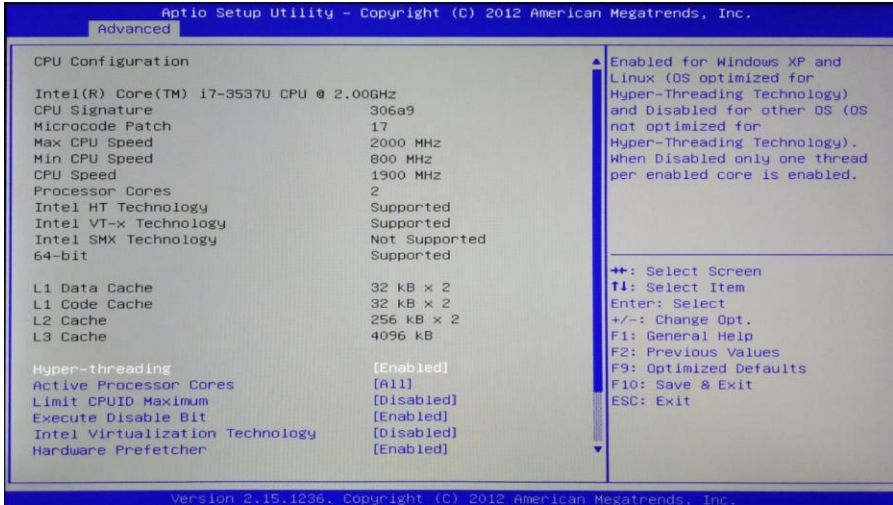 Aptio Setup Utility – Copyright (C) 2012 American Megatrends, Inc.
Advanced
CPU Configuration
Intel(R) Core(TM) i7-3537U CPU @ 2.00GHz
CPU Signature 306a9
Microcode Patch 17
Max CPU Speed 2000 MHz
Min CPU Speed 800 MHz
CPU Speed 1900 MHz
Processor Cores 2
Intel HT Technology Supported
Intel VT-x Technology Supported
Intel SMX Technology Not Supported
64-bit Supported
L1 Data Cache 32 kB x 2
L1 Code Cache 32 kB x 2
L2 Cache 256 kB x 2
L3 Cache 4096 kB
Hyper-threading [Enabled]
Active Processor Cores [All]
Limit CPUID Maximum [Disabled]
Execute Disable Bit [Enabled]
Intel Virtualization Technology [Disabled]
Hardware Prefetcher [Enabled]
Enabled for Windows XP and
Linux (OS optimized for
Hyper-Threading Technology)
and Disabled for other OS (OS
not optimized for
Hyper-Threading Technology).
When Disabled only one thread
per enabled core is enabled.
→←: Select Screen
↑↓: Select Item
Enter: Select
+/-: Change Opt.
F1: General Help
F2: Previous Values
F9: Optimized Defaults
F10: Save & Exit
ESC: Exit
Version 2.15.1236. Copyright (C) 2012 American Megatrends, Inc.